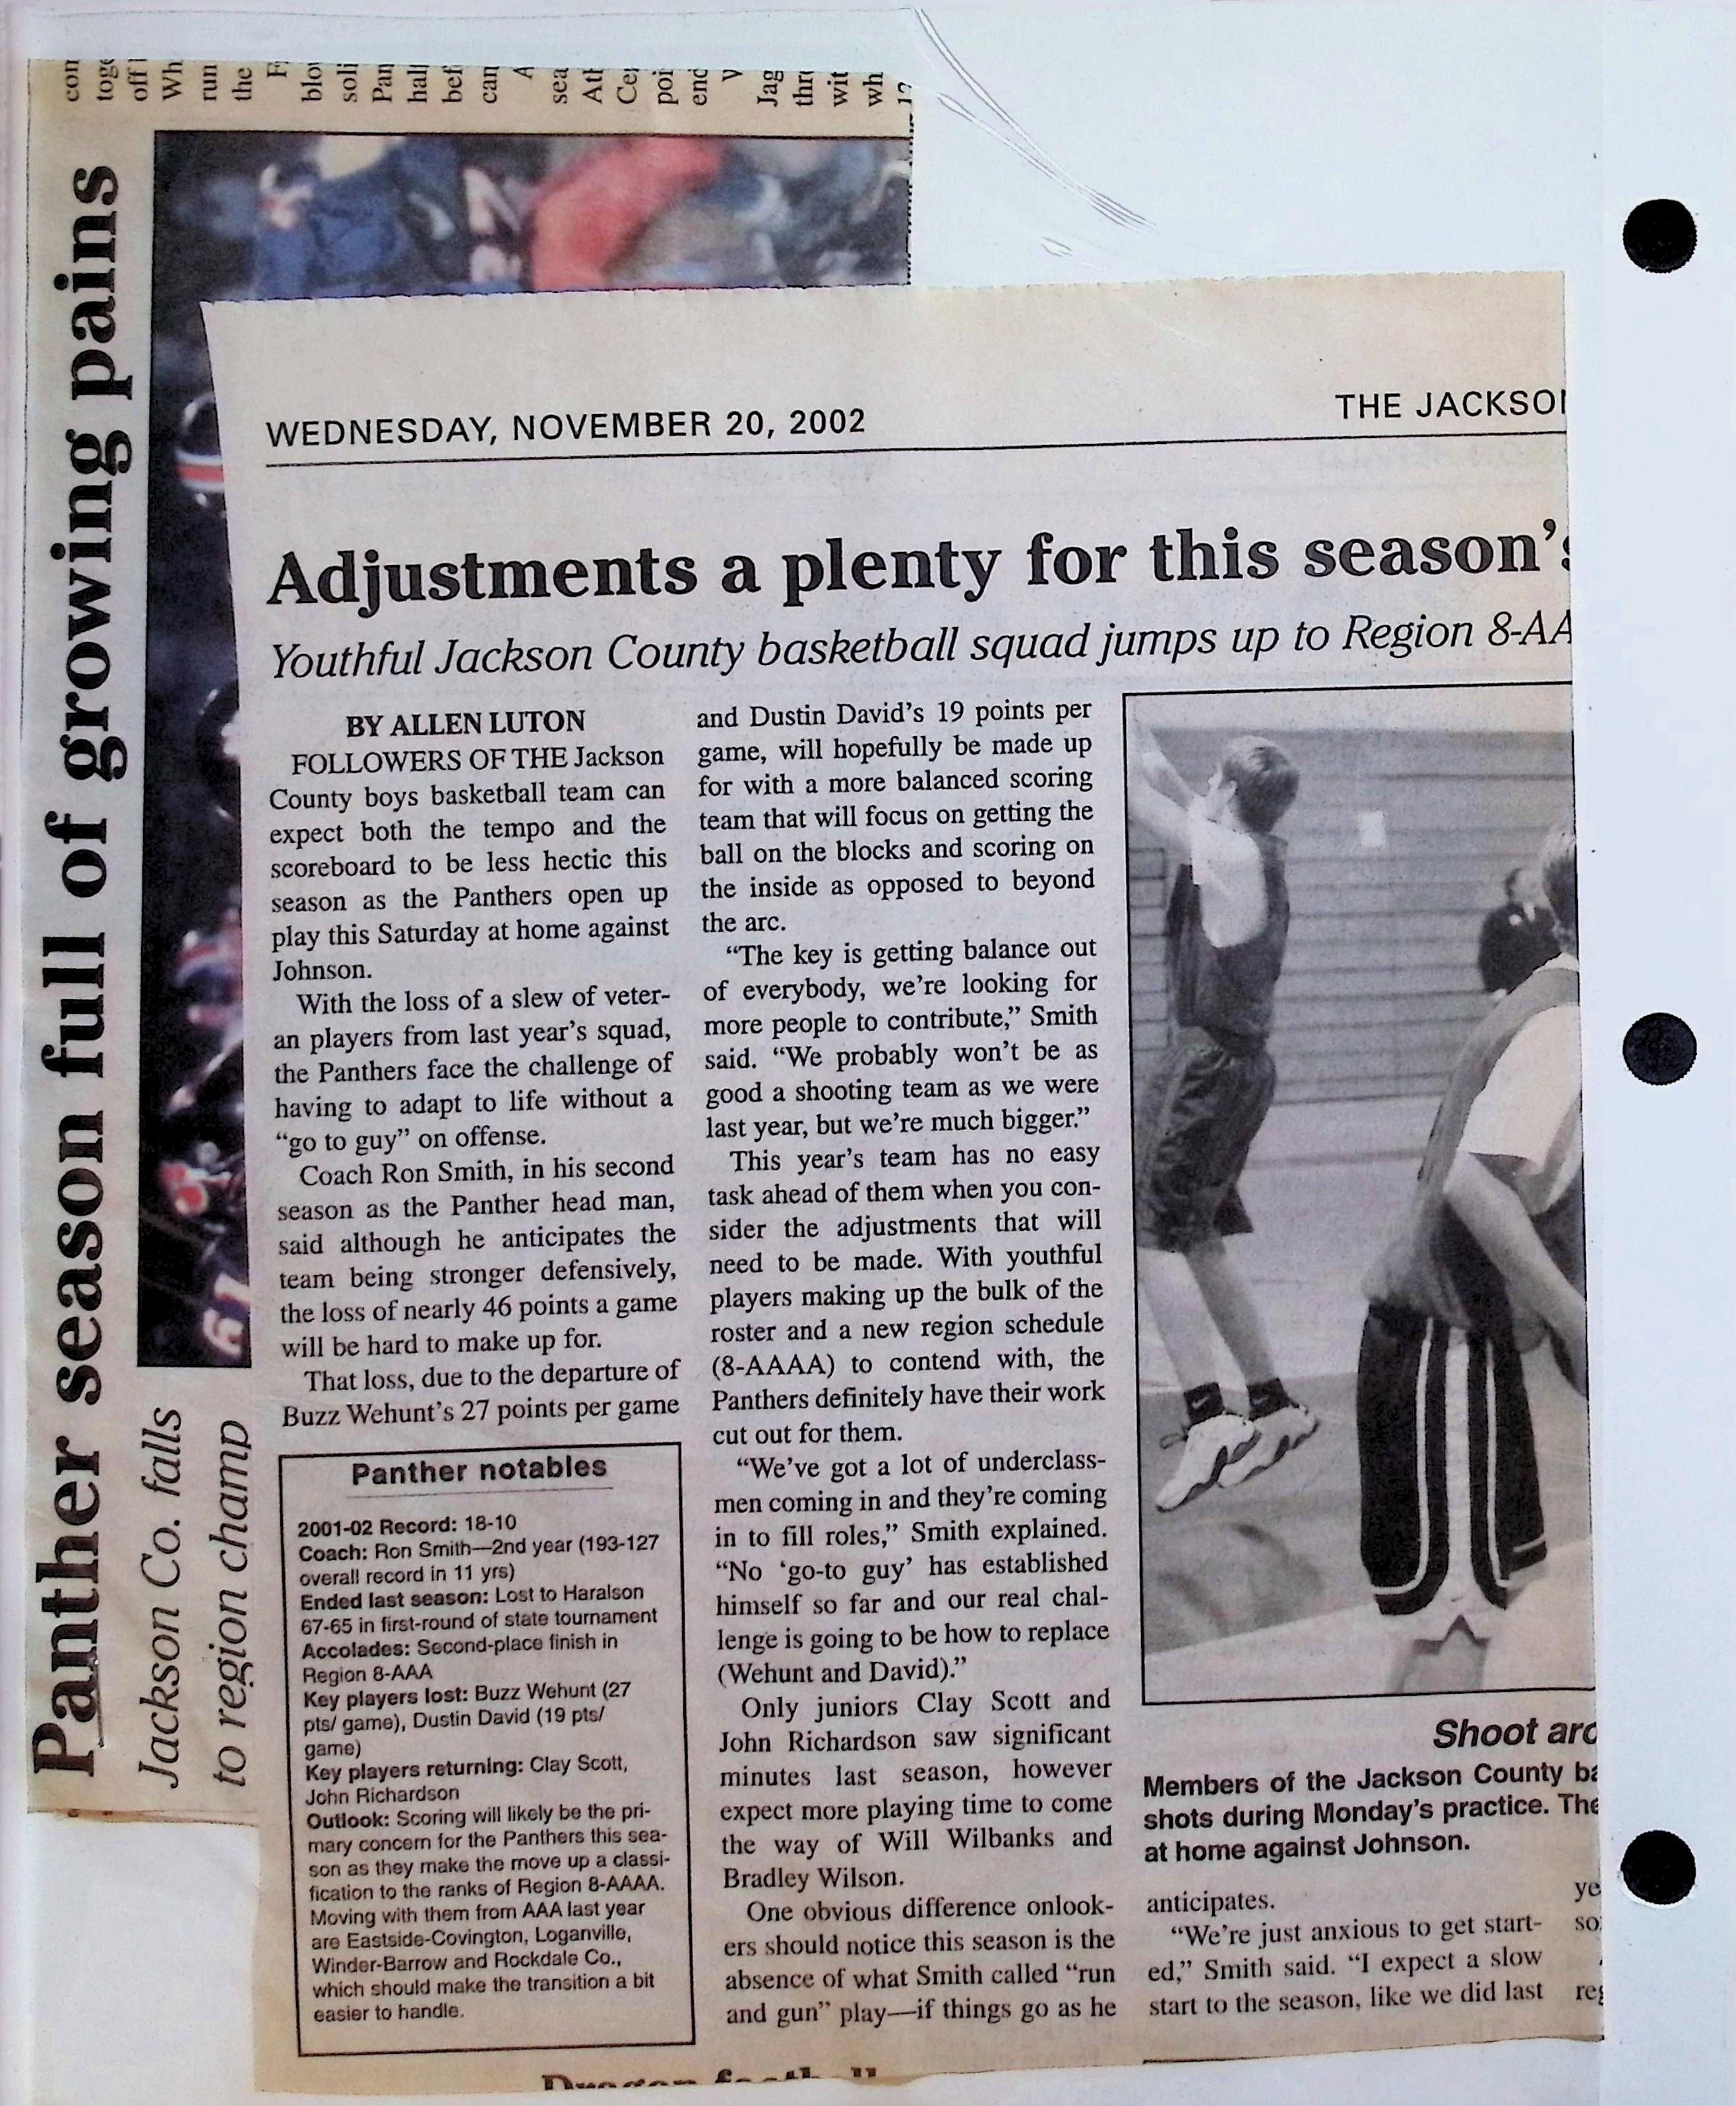 Panther season full of growing pains
Jackson Co. falls
to region champ
run
the
WEDNESDAY, NOVEMBER 20, 2002
THE JACKSO
Adjustments a plenty for this season's
Youthful Jackson County basketball squad jumps up to Region 8-AA
BY ALLEN LUTON
FOLLOWERS OF THE Jackson
County boys basketball team can
expect both the tempo and the
scoreboard to be less hectic this
season as the Panthers open up
play this Saturday at home against
Johnson.
With the loss of a slew of veter-
an players from last year's squad,
the Panthers face the challenge of
having to adapt to life without a
“go to guy” on offense.
Coach Ron Smith, in his second
season as the Panther head man,
said although he anticipates the
team being stronger defensively,
the loss of nearly 46 points a game
will be hard to make up for.
That loss, due to the departure of
Buzz Wehunt's 27 points per game
Panther notables
2001-02 Record: 18-10
Coach: Ron Smith—2nd year (193-127
overall record in 11 yrs)
Ended last season: Lost to Haralson
67-65 in first-round of state tournament
Accolades: Second-place finish in
Region 8-AAA
Key players lost: Buzz Wehunt (27
pts/ game), Dustin David (19 pts/
game)
Key players returning: Clay Scott,
John Richardson
Outlook: Scoring will likely be the pri-
mary concern for the Panthers this sea-
son as they make the move up a classi-
fication to the ranks of Region 8-AAAA.
Moving with them from AAA last year
are Eastside-Covington, Loganville,
Winder-Barrow and Rockdale Co.,
which should make the transition a bit
easier to handle.
and Dustin David's 19 points per
game, will hopefully be made up
for with a more balanced scoring
team that will focus on getting the
ball on the blocks and scoring on
the inside as opposed to beyond
the arc.
“The key is getting balance out
of everybody, we're looking for
more people to contribute,” Smith
said. “We probably won't be as
good a shooting team as we were
last year, but we're much bigger.”
This year's team has no easy
task ahead of them when you con-
sider the adjustments that will
need to be made. With youthful
players making up the bulk of the
roster and a new region schedule
(8-AAAA) to contend with, the
Panthers definitely have their work
cut out for them.
“We've got a lot of underclass-
men coming in and they're coming
in to fill roles,” Smith explained.
“No ‘go-to guy’ has established
himself so far and our real chal-
lenge is going to be how to replace
(Wehunt and David).”
Only juniors Clay Scott and
John Richardson saw significant
minutes last season, however
expect more playing time to come
the way of Will Wilbanks and
Bradley Wilson.
One obvious difference onlook-
ers should notice this season is the
absence of what Smith called “run
and gun” play—if things go as he
Shoot aro
Members of the Jackson County ba
shots during Monday's practice. The
at home against Johnson.
anticipates.
“We're just anxious to get start-
ed,” Smith said. “I expect a slow
start to the season, like we did last
ye
so
reg